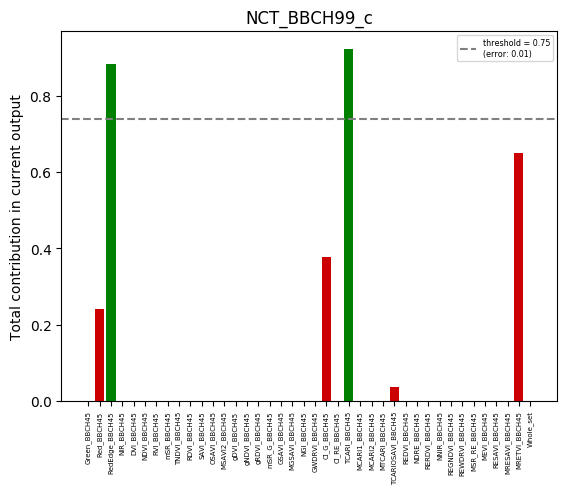 NCT_BBCH99_c
Total contribution in current output
0.8
0.6
0.4
0.2
0.0
threshold = 0.75
(error: 0.01)
Green_BBCH45
Red_BBCH45
RedEdge_BBCH45
NIR_BBCH45
DVI_BBCH45
NDVI_BBCH45
RVI_BBCH45
mSR_BBCH45
TNDVI_BBCH45
RDVI_BBCH45
SAVI_BBCH45
OSAVI_BBCH45
MSAVI2_BBCH45
gDVI_BBCH45
gNDVI_BBCH45
gRDVI_BBCH45
mSR_G_BBCH45
GSAVI_BBCH45
MGSAVI_BBCH45
NGI_BBCH45
GWDRVI_BBCH45
CI_G_BBCH45
CI_RE_BBCH45
TCARI_BBCH45
MCARI1_BBCH45
MCARI2_BBCH45
MTCARI_BBCH45
TCARIOSAVI_BBCH45
REDVI_BBCH45
NDRE_BBCH45
RERDVI_BBCH45
NNIR_BBCH45
REGNDVI_BBCH45
REWDRVI_BBCH45
MSR_RE_BBCH45
MEVI_BBCH45
RESAVI_BBCH45
MRESAVI_BBCH45
MRETVI_BBCH45
Whole_set